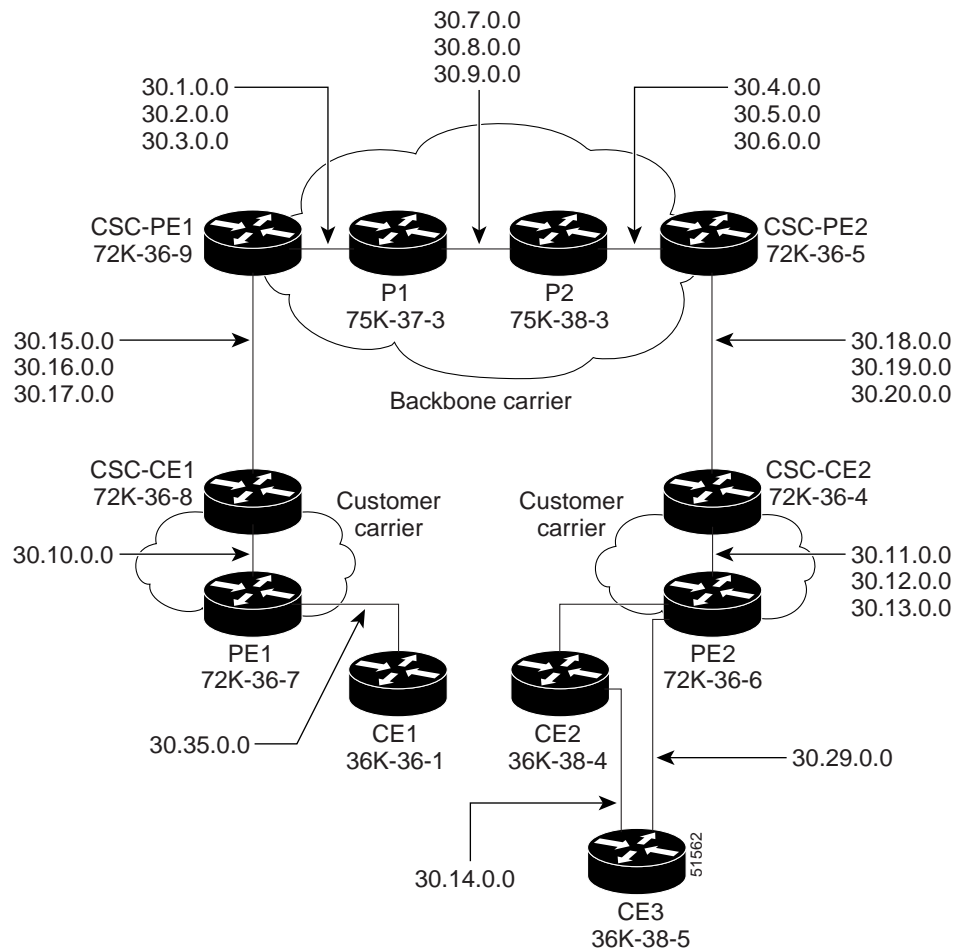 30.7.0.0
30.8.0.0
30.9.0.0
30.1.0.0
30.2.0.0
30.3.0.0
30.4.0.0
30.5.0.0
30.6.0.0
CSC-PE1
72K-36-9
P1
75K-37-3
P2
75K-38-3
CSC-PE2
72K-36-5
30.15.0.0
30.16.0.0
30.17.0.0
Backbone carrier
30.18.0.0
30.19.0.0
30.20.0.0
CSC-CE1
72K-36-8
Customer
carrier
Customer
carrier
CSC-CE2
72K-36-4
30.10.0.0
30.11.0.0
30.12.0.0
30.13.0.0
PE1
72K-36-7
PE2
72K-36-6
30.35.0.0
CE1
36K-36-1
CE2
36K-38-4
30.29.0.0
30.14.0.0
51562
CE3
36K-38-5